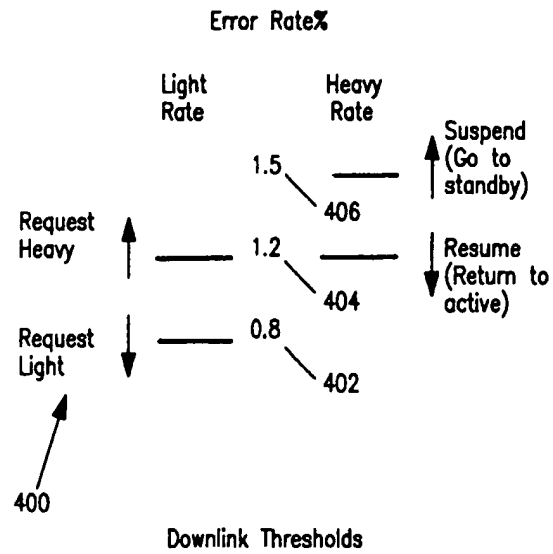 Error Rate%
Light
Rate
Heavy
Rate
Suspend
(Go to
standby)
1.5
406
Request
Heavy
1.2
404
Resume
(Return to
active)
Request
Light
0.8
402
400
Downlink Thresholds